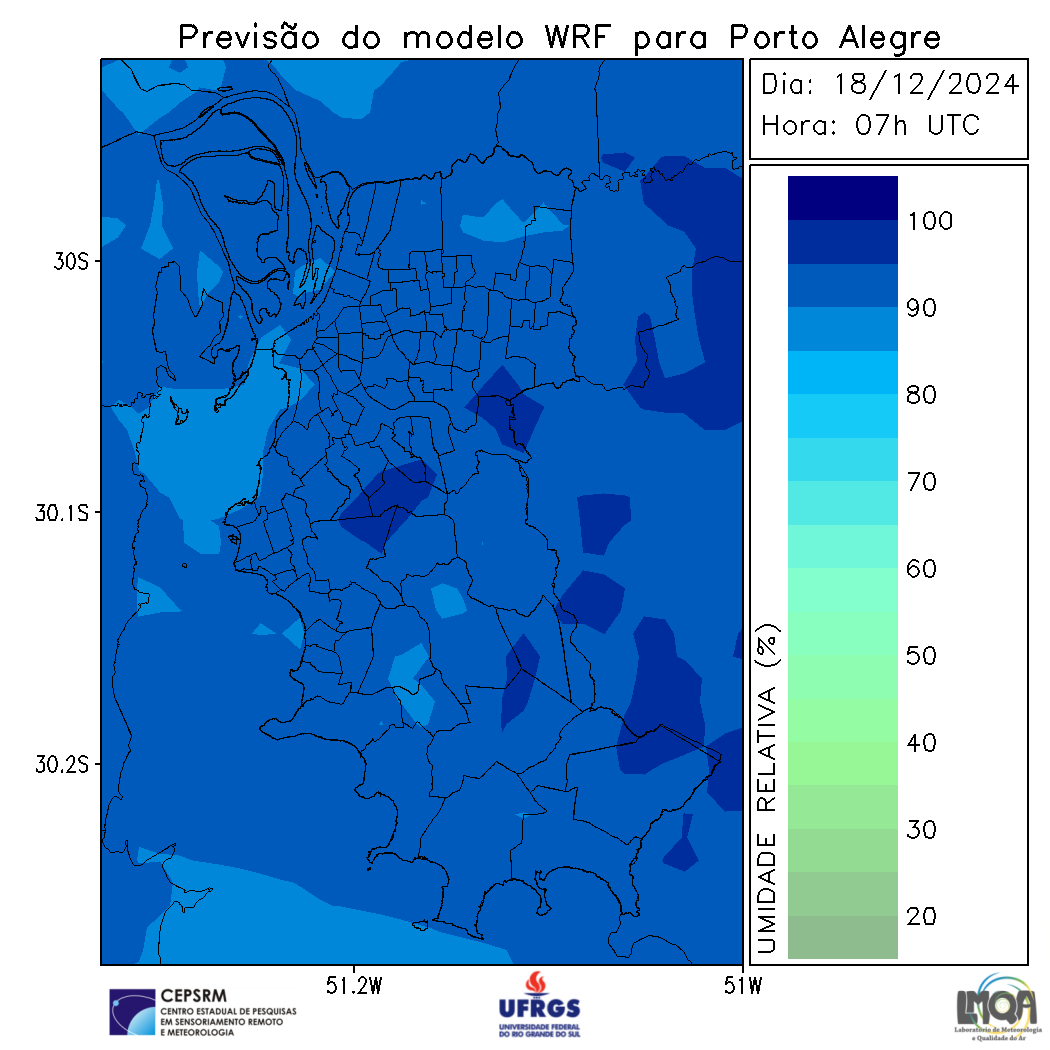 Previsão do modelo WRF para Porto Alegre
Dia: 18/12/2024
Hora: 07h UTC
30S
30.1S
30.2S
51.2W
51W
100
90
80
70
60
50
40
30
20
UMIDADE RELATIVA (%)
CEPSRM
CENTRO ESTADUAL DE PESQUISAS
EM SENSORIAMENTO REMOTO
E METEOROLOGIA
UFRGS
UNIVERSIDADE FEDERAL
DO RIO GRANDE DO SUL
LMQA
Laboratório de Meteorologia
e Qualidade do Ar